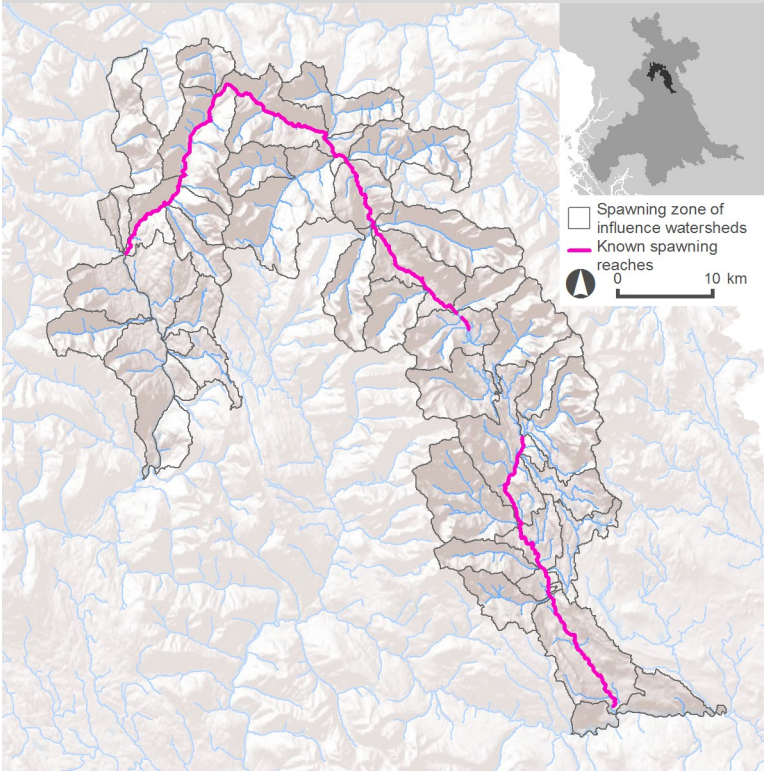 Spawning zone of
influence watersheds
Known spawning
reaches
0 10 km